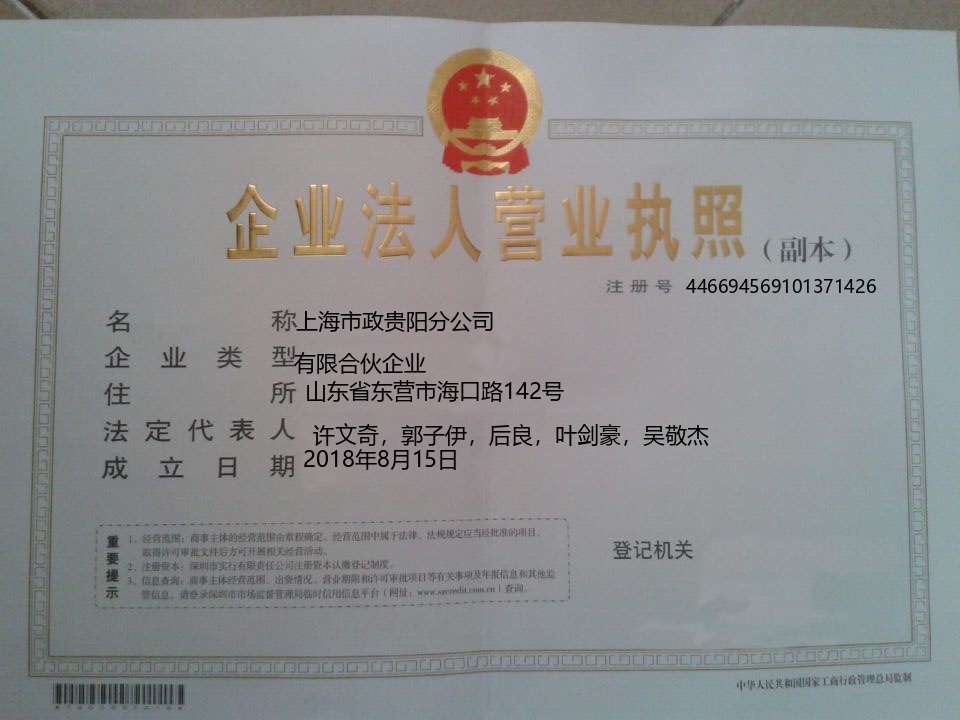 企业法人营业执照（副本）
注册号 446694569101371426
名称 上海市政贵阳分公司
企业类型 有限合伙企业
住所 山东省东营市海口路142号
法定代表人 许文奇，郭子伊，后良，叶剑豪，吴敬杰
成立日期 2018年8月15日
重要提示
1、经营范围：商事主体的经营范围由章程确定。经营范围中属于法律、法规规定应当经批准的项目，
取得许可审批文件后方可开展相关经营活动。
2、注册资本：深圳市实行有限责任公司注册资本认缴登记制度。
3、信息查询：商事主体经营范围、出资情况、营业期限和许可审批项目等有关事项及年报信息和其他监
管信息，请登录深圳市市场监督管理局临时信用信息平台（网址：www.szcredit.com.cn）查询。
登记机关
中华人民共和国国家工商行政管理总局监制